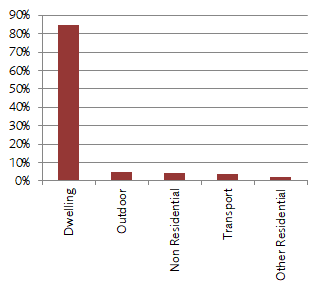 90%
80%
70%
60%
50%
40%
30%
20%
10%
0%
Dwelling
Outdoor
Non Residential
Transport
Other Residential